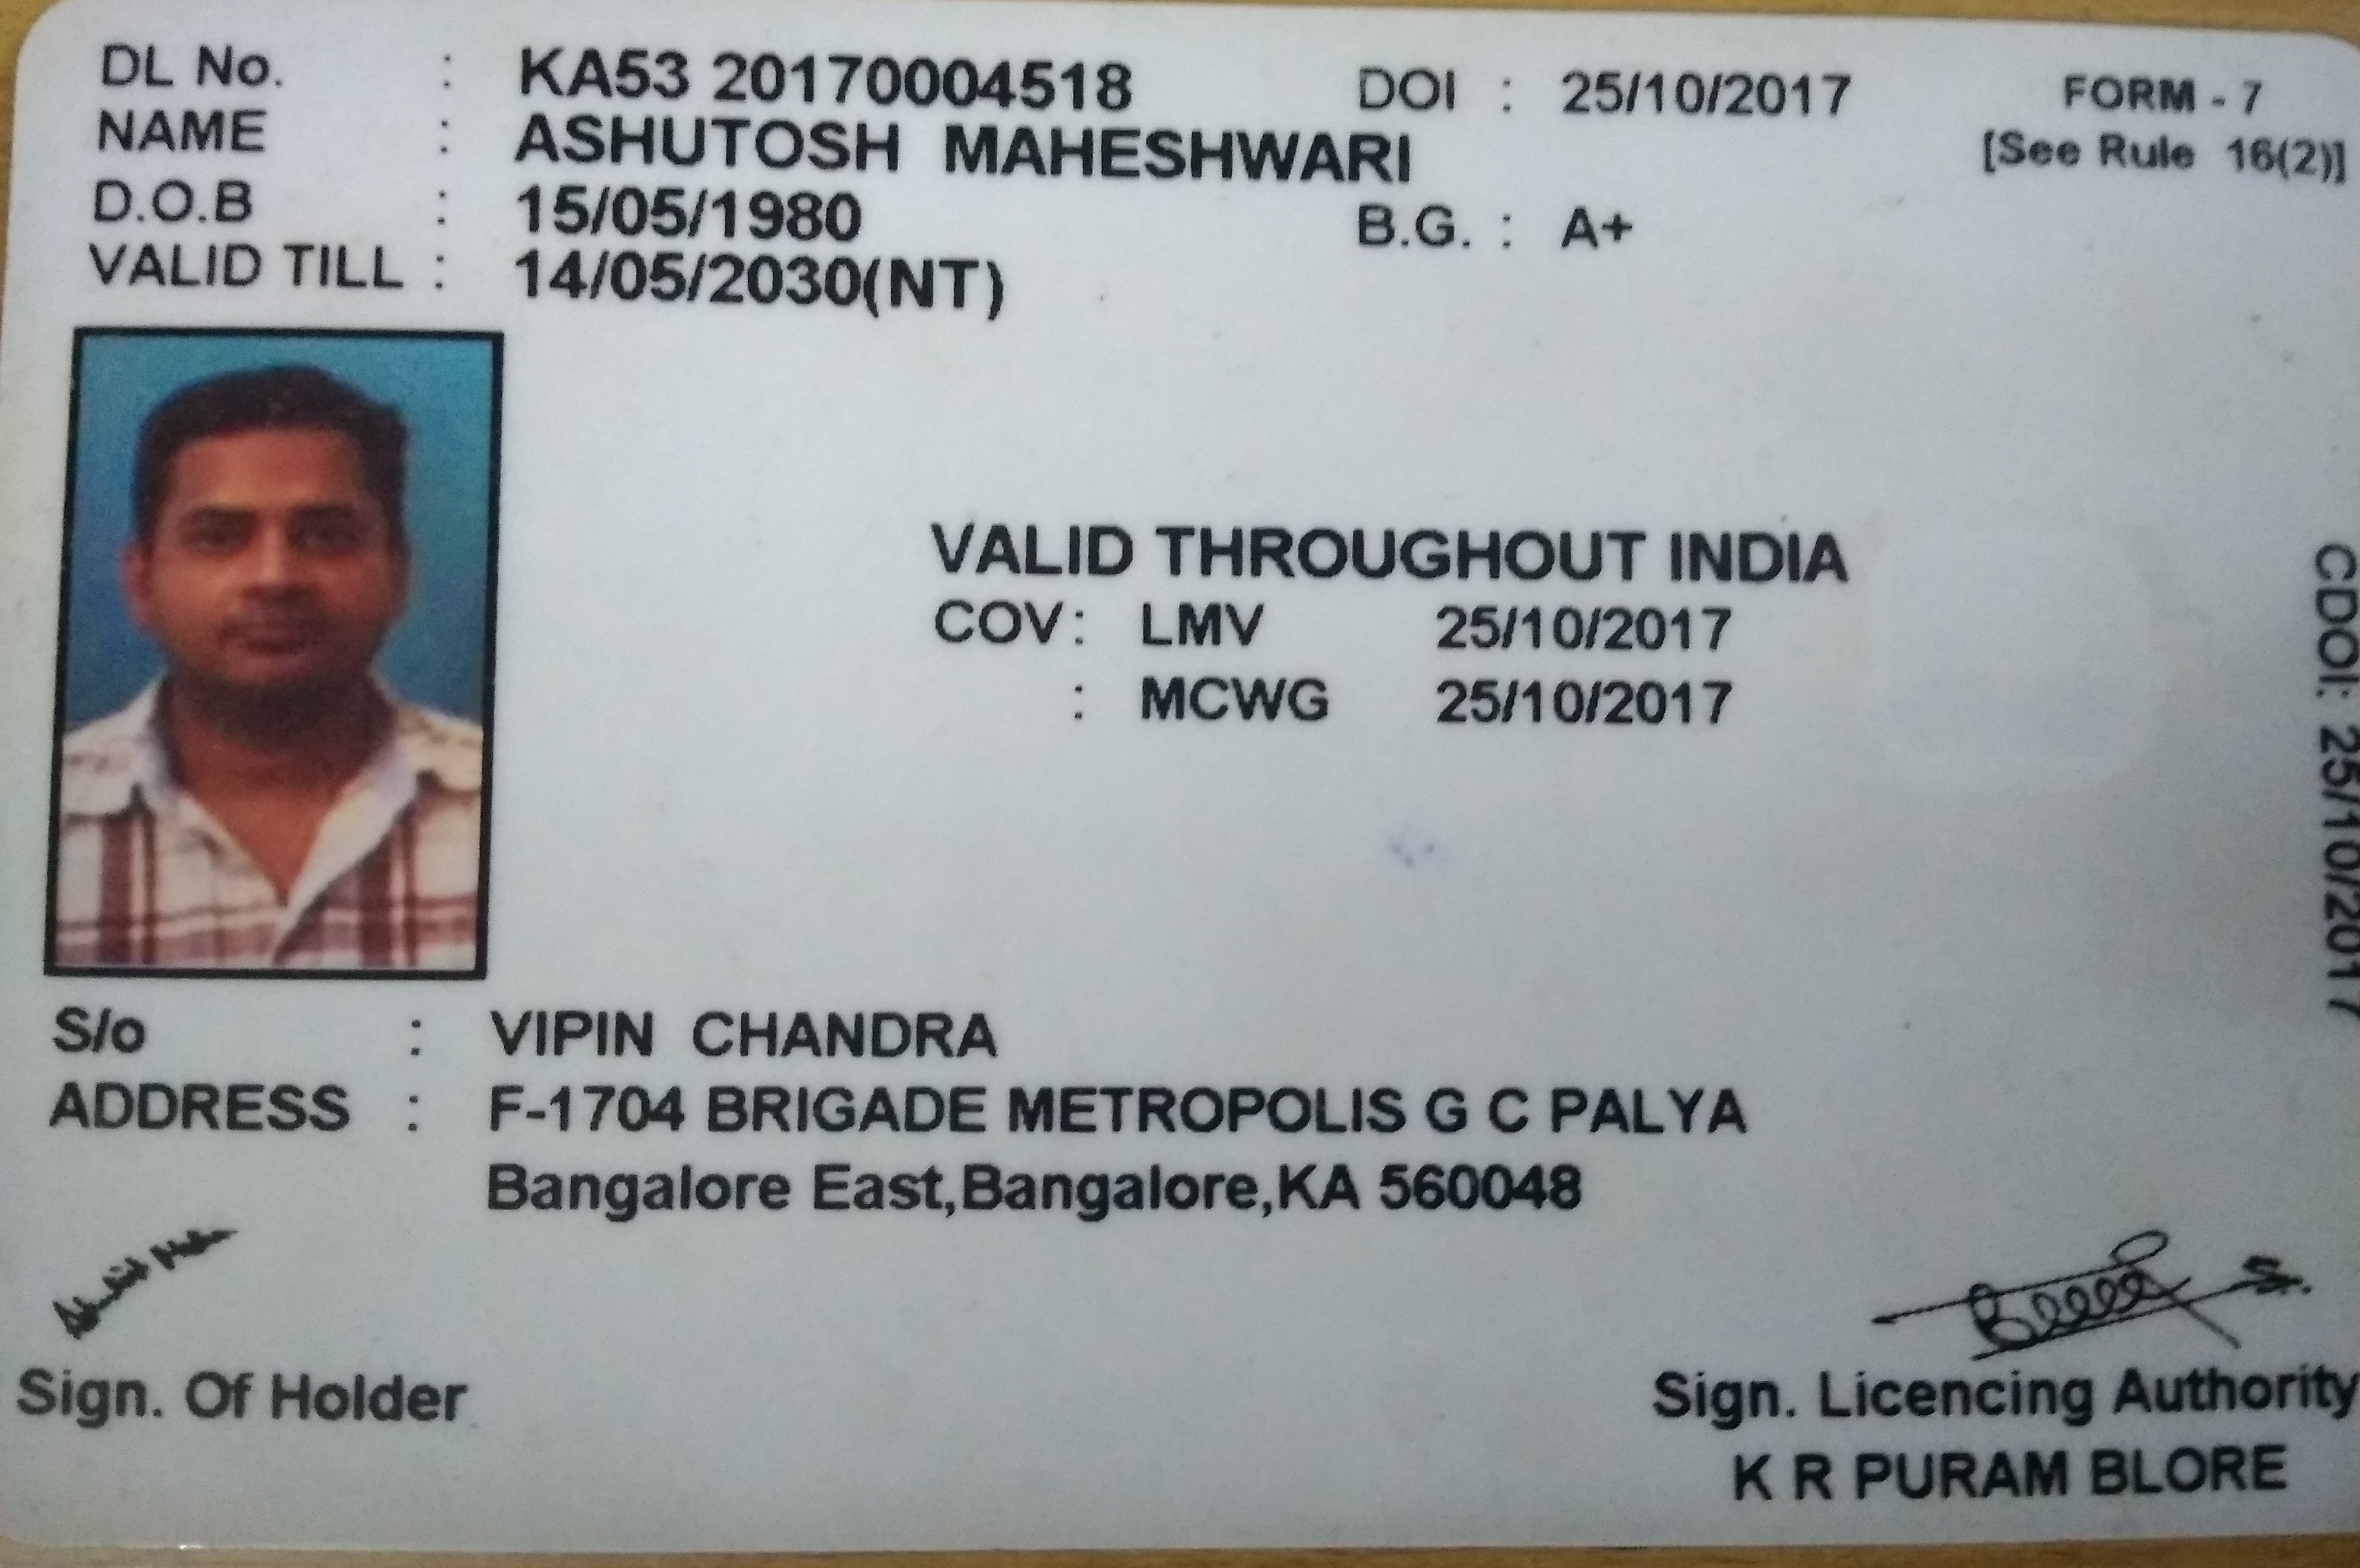 DL No. : KA53 20170004518 DOI : 25/10/2017 FORM - 7
NAME : ASHUTOSH MAHESHWARI [See Rule 16(2)]
D.O.B : 15/05/1980 B.G. : A+
VALID TILL : 14/05/2030(NT)
VALID THROUGHOUT INDIA
COV: LMV 25/10/2017
: MCWG 25/10/2017
CDOI: 25/10/2017
S/o : VIPIN CHANDRA
ADDRESS : F-1704 BRIGADE METROPOLIS G C PALYA
Bangalore East,Bangalore,KA 560048
Sign. Of Holder
Sign. Licencing Authority
K R PURAM BLORE